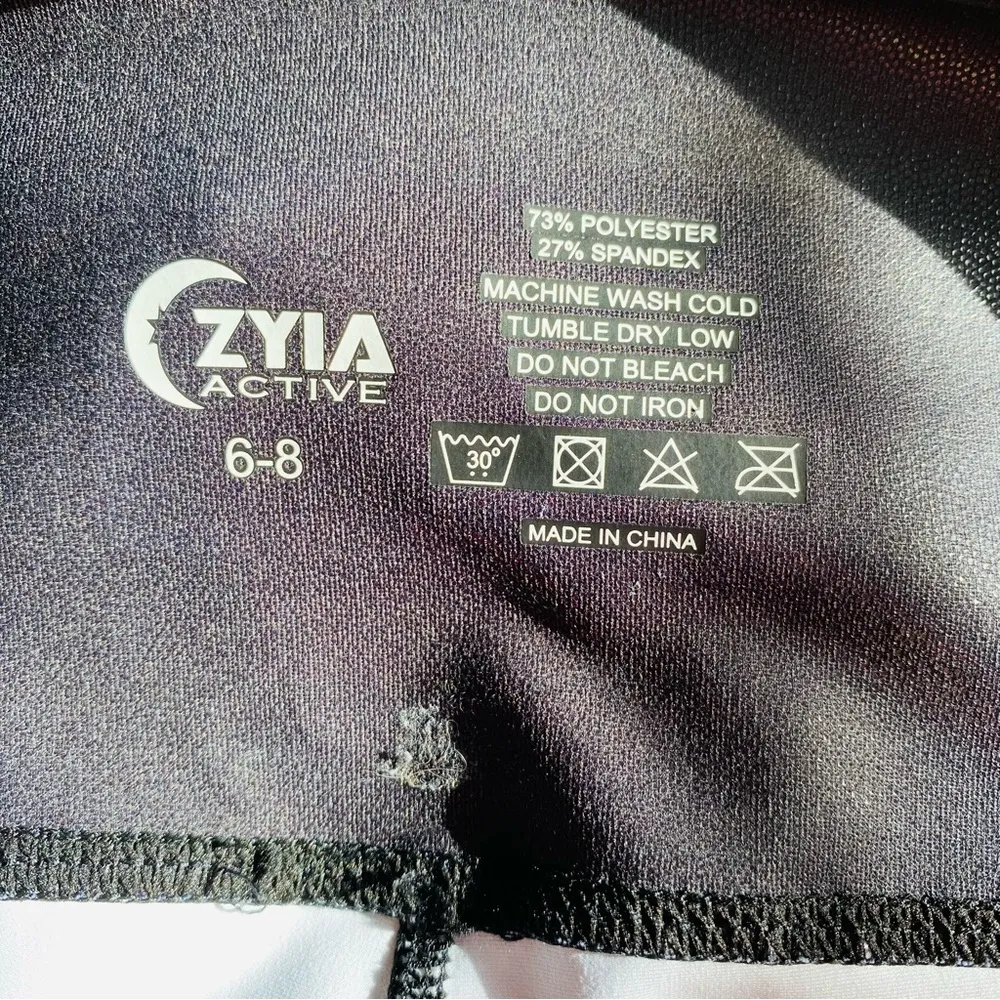 ZYIA
ACTIVE
6-8
73% POLYESTER
27% SPANDEX
MACHINE WASH COLD
TUMBLE DRY LOW
DO NOT BLEACH
DO NOT IRON
30°
MADE IN CHINA